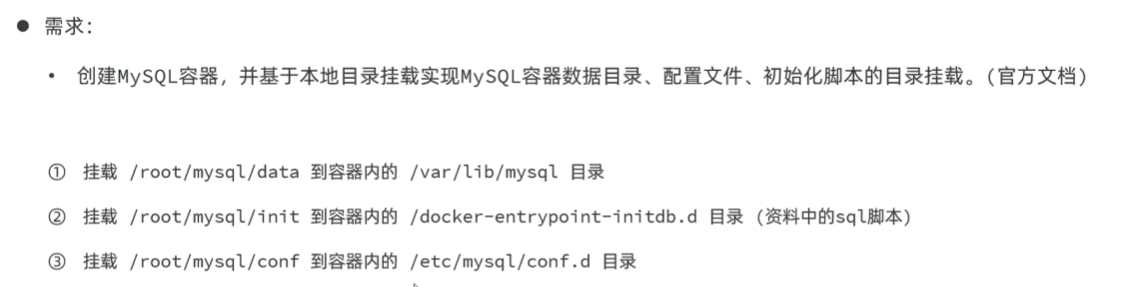 ● 需求：
• 创建MySQL容器，并基于本地目录挂载实现MySQL容器数据目录、配置文件、初始化脚本的目录挂载。(官方文档)
① 挂载 /root/mysql/data 到容器内的 /var/lib/mysql 目录
② 挂载 /root/mysql/init 到容器内的 /docker-entrypoint-initdb.d 目录 (资料中的sql脚本)
③ 挂载 /root/mysql/conf 到容器内的 /etc/mysql/conf.d 目录